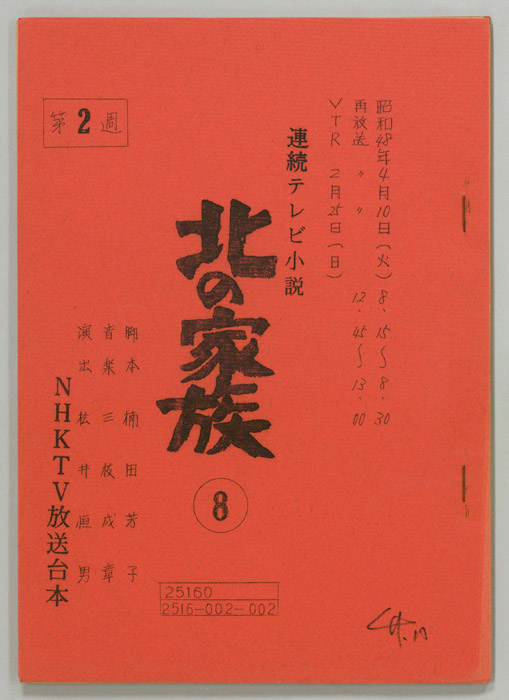 昭和48年4月10日(火) 8.15～8.30
再放送 〃 〃 12.45～13.00
VTR 2月25日(日)
連続テレビ小説
北の家族
8
第2週
脚本 楠田芳子
音楽 三枝成章
演出 松井恒男
NHKTV放送台本
25160
2516-002-002